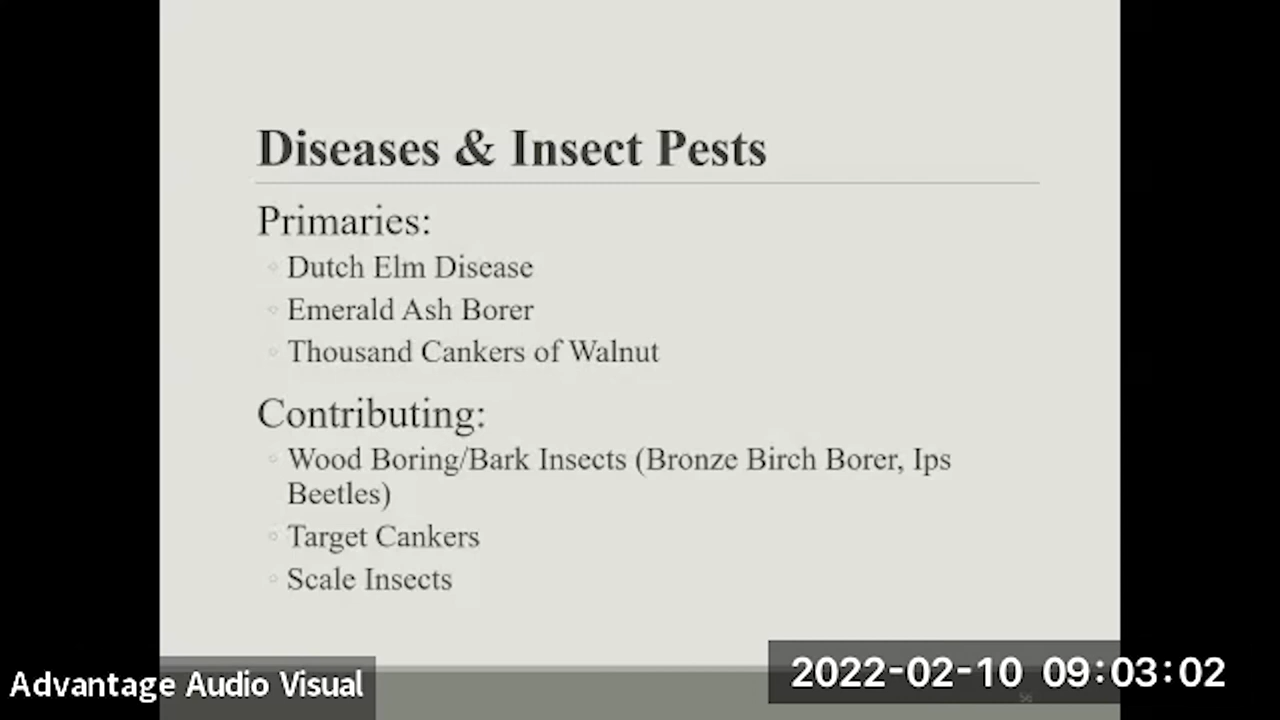 Diseases & Insect Pests
Primaries:
Dutch Elm Disease
Emerald Ash Borer
Thousand Cankers of Walnut
Contributing:
Wood Boring/Bark Insects (Bronze Birch Borer, Ips
Beetles)
Target Cankers
Scale Insects
Advantage Audio Visual
2022-02-10 09:03:02
56